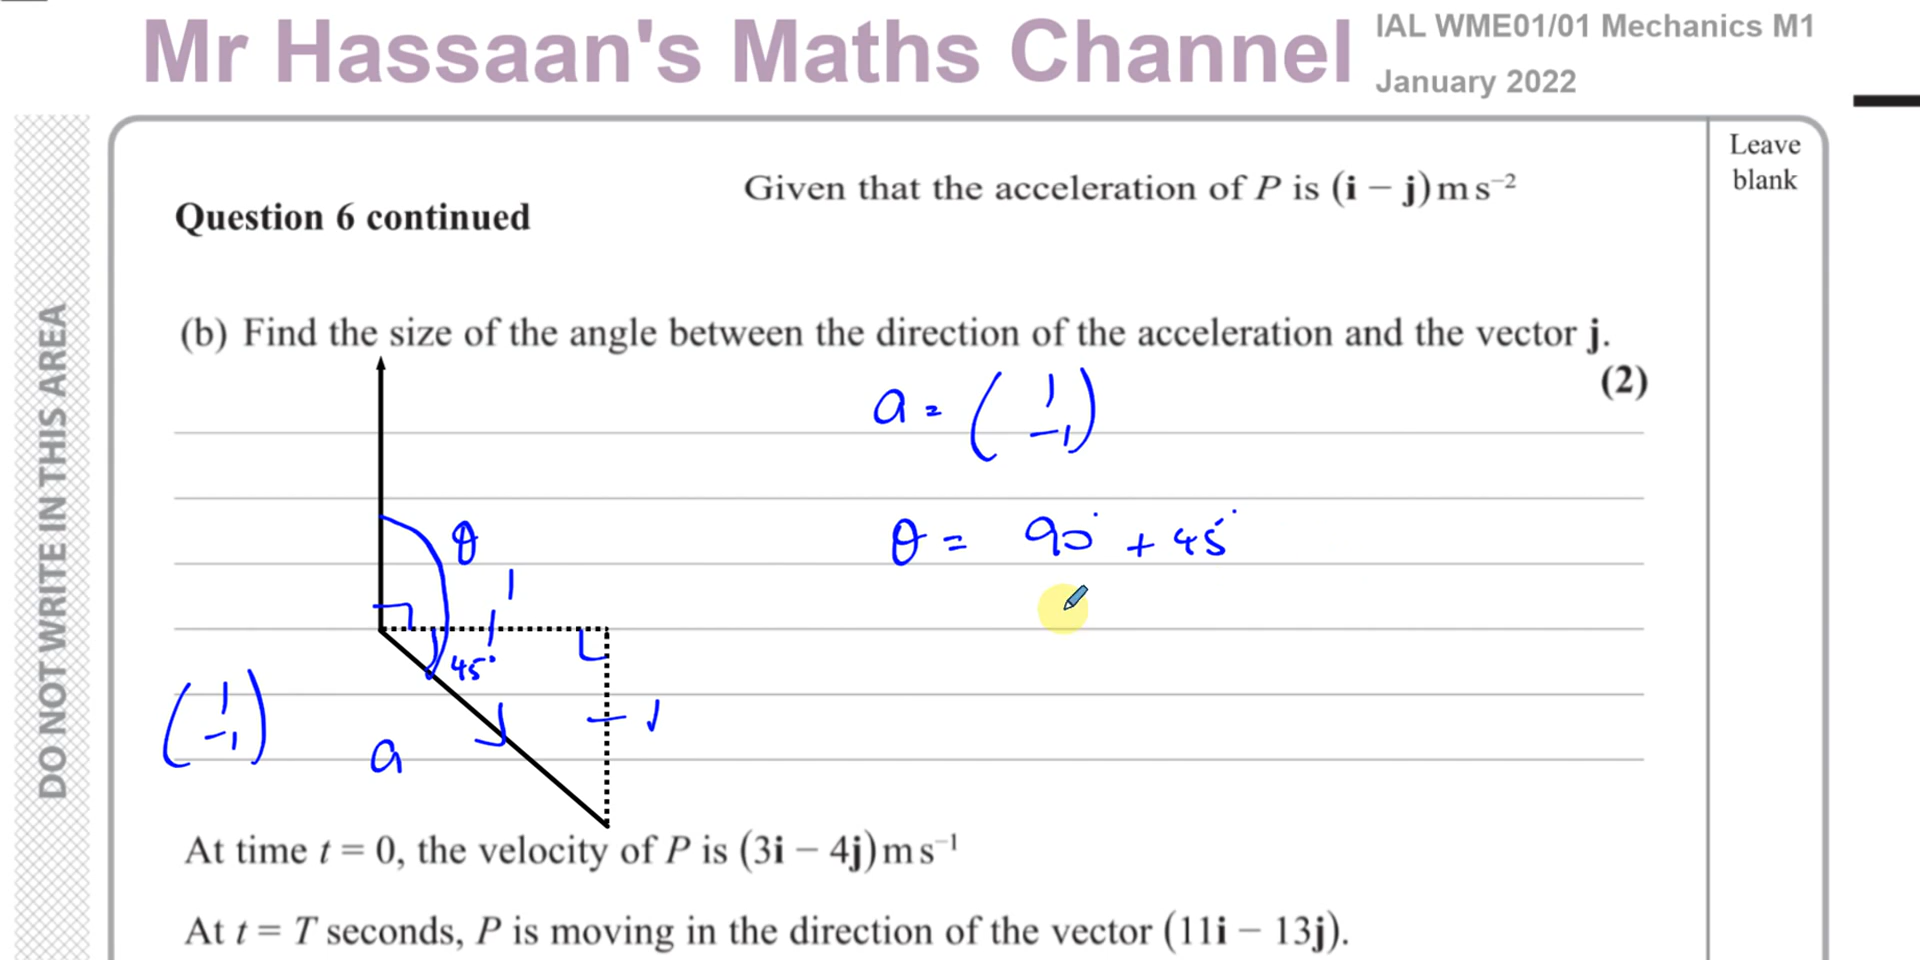 Mr Hassaan's Maths Channel
IAL WME01/01 Mechanics M1
January 2022
Leave
blank
Given that the acceleration of P is (i − j) m s⁻²
Question 6 continued
DO NOT WRITE IN THIS AREA
(b) Find the size of the angle between the direction of the acceleration and the vector j.
(2)
a = ( 1
−1 )
θ = 90° + 45°
θ
1
45°
( 1
−1 )
a
1
At time t = 0, the velocity of P is (3i − 4j) m s⁻¹
At t = T seconds, P is moving in the direction of the vector (11i − 13j).